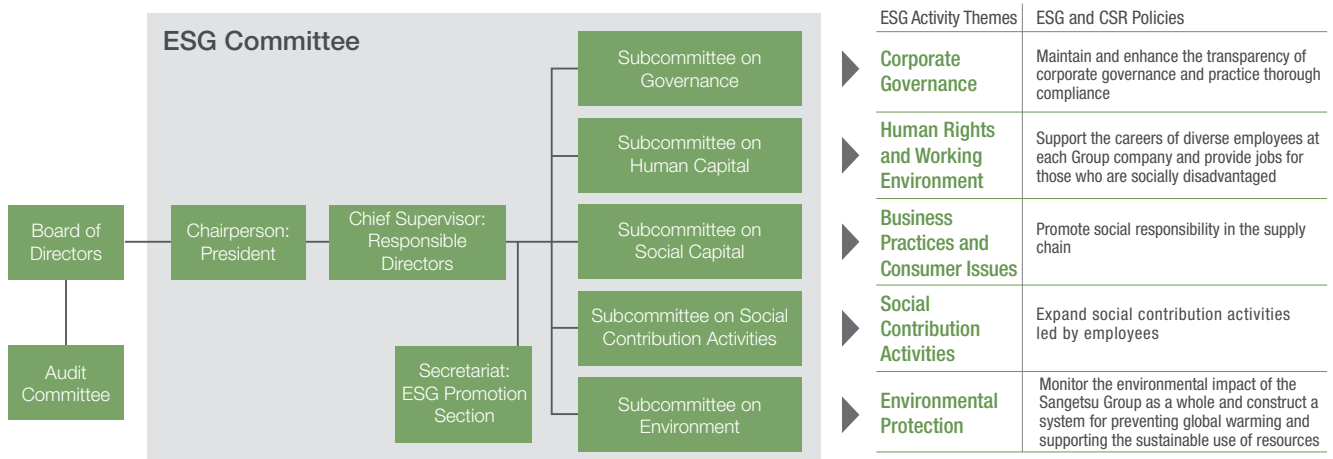 ESG Committee
Board of
Directors
Audit
Committee
Chairperson:
President
Chief Supervisor:
Responsible
Directors
Secretariat:
ESG Promotion
Section
Subcommittee on
Governance
Subcommittee on
Human Capital
Subcommittee on
Social Capital
Subcommittee on Social
Contribution Activities
Subcommittee on
Environment
ESG Activity Themes
ESG and CSR Policies
Corporate
Governance
Maintain and enhance the transparency of
corporate governance and practice thorough
compliance
Human Rights
and Working
Environment
Support the careers of diverse employees at
each Group company and provide jobs for
those who are socially disadvantaged
Business
Practices and
Consumer Issues
Promote social responsibility in the supply
chain
Social
Contribution
Activities
Expand social contribution activities
led by employees
Environmental
Protection
Monitor the environmental impact of the
Sangetsu Group as a whole and construct a
system for preventing global warming and
supporting the sustainable use of resources